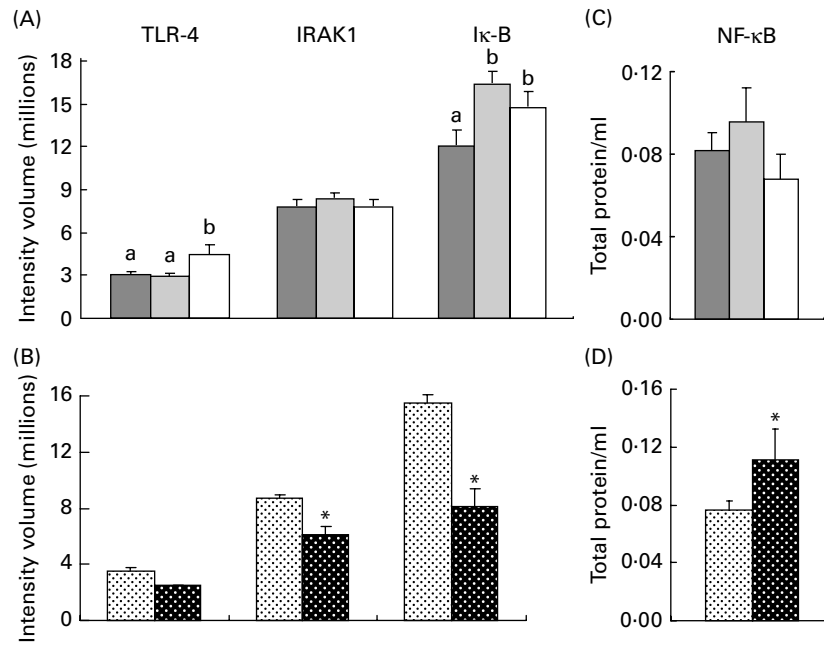 (A)
TLR-4 IRAK1 Iκ-B
Intensity volume (millions)
18
15
12
9
6
3
0
a a b
a b b
(C)
NF-κB
Total protein/ml
0·12
0·08
0·04
0·00
(B)
Intensity volume (millions)
16
12
8
4
0
* *
(D)
Total protein/ml
0·16
0·12
0·08
0·04
0·00
*